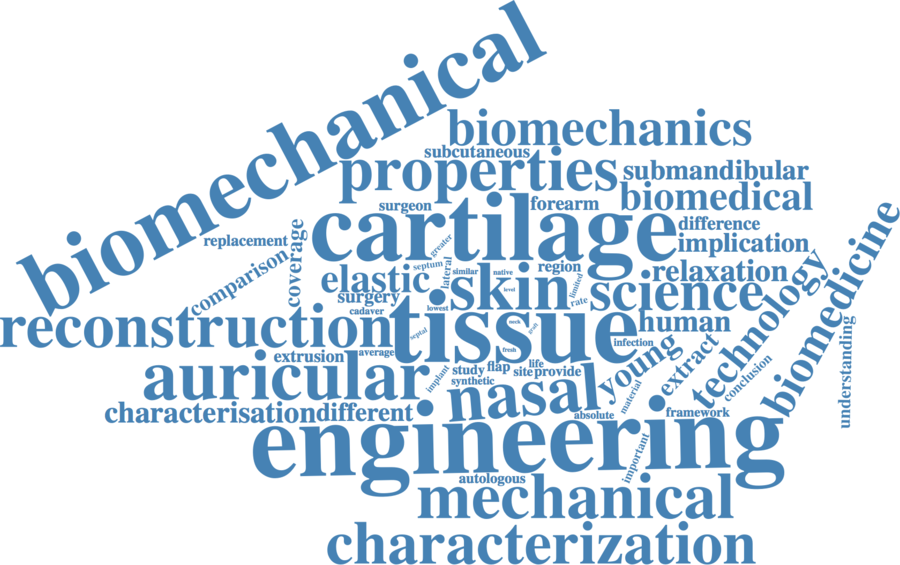 biomechanical
biomechanics
subcutaneous
properties
submandibular
biomedical
surgeon
forearm
cartilage
difference
implication
replacement
coverage
comparison
greater
septum
lateral
similar
native
region
limited
relaxation
elastic
skin
level
rate
science
technology
biomedicine
surgery
cadaver
lowest
reconstruction
tissue
neck
graft
septal
fresh
human
infection
understanding
extrusion
average
auricular
implant
study
flap
life
site
provide
synthetic
young
extract
material
conclusion
characterisation
different
nasal
absolute
framework
engineering
important
autologous
mechanical
characterization